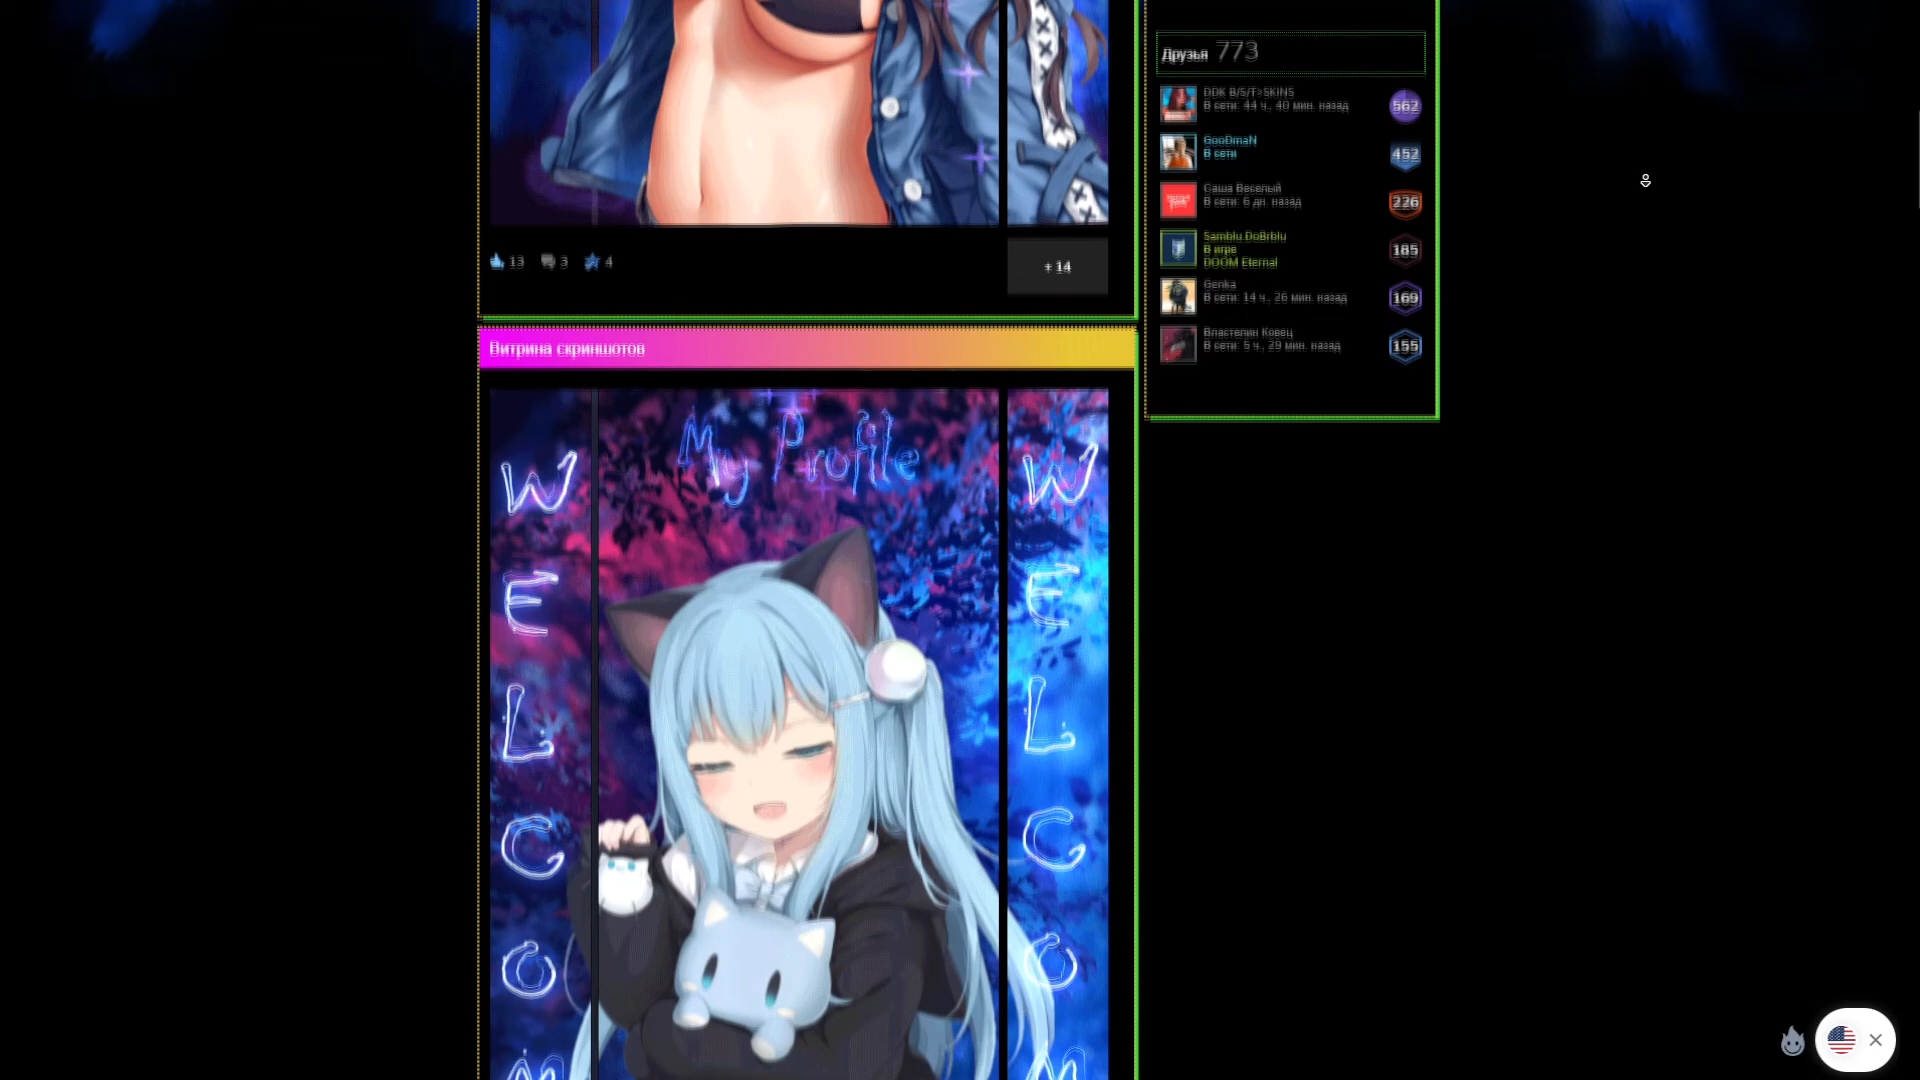 13
3
4
+ 14
Витрина скриншотов
My Profile
W
E
L
C
O
M
W
E
L
C
O
M
Друзья 773
DDK B/S/T>SKINS
В сети: 44 ч., 40 мин. назад
562
GooDmaN
В сети
452
Саша Веселый
В сети: 6 дн. назад
226
Samblu.DoBrblu
В игре
DOOM Eternal
185
Genka
В сети: 14 ч., 26 мин. назад
169
Властелин Ковец
В сети: 5 ч., 29 мин. назад
155